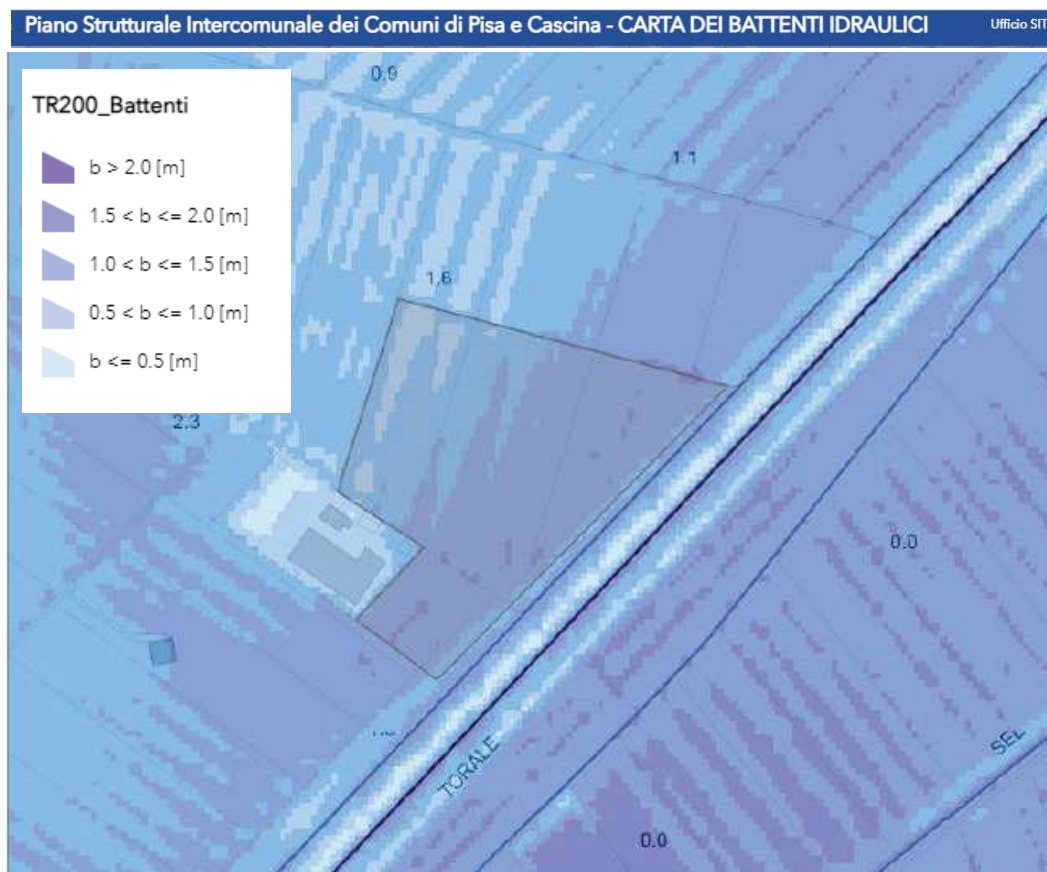 Piano Strutturale Intercomunale dei Comuni di Pisa e Cascina - CARTA DEI BATTENTI IDRAULICI
Ufficio SIT
0.9
TR200_Battenti
b > 2.0 [m]
1.5 < b <= 2.0 [m]
1.0 < b <= 1.5 [m]
0.5 < b <= 1.0 [m]
b <= 0.5 [m]
1.1
1.6
2.3
0.0
TORALE
SEL
0.0